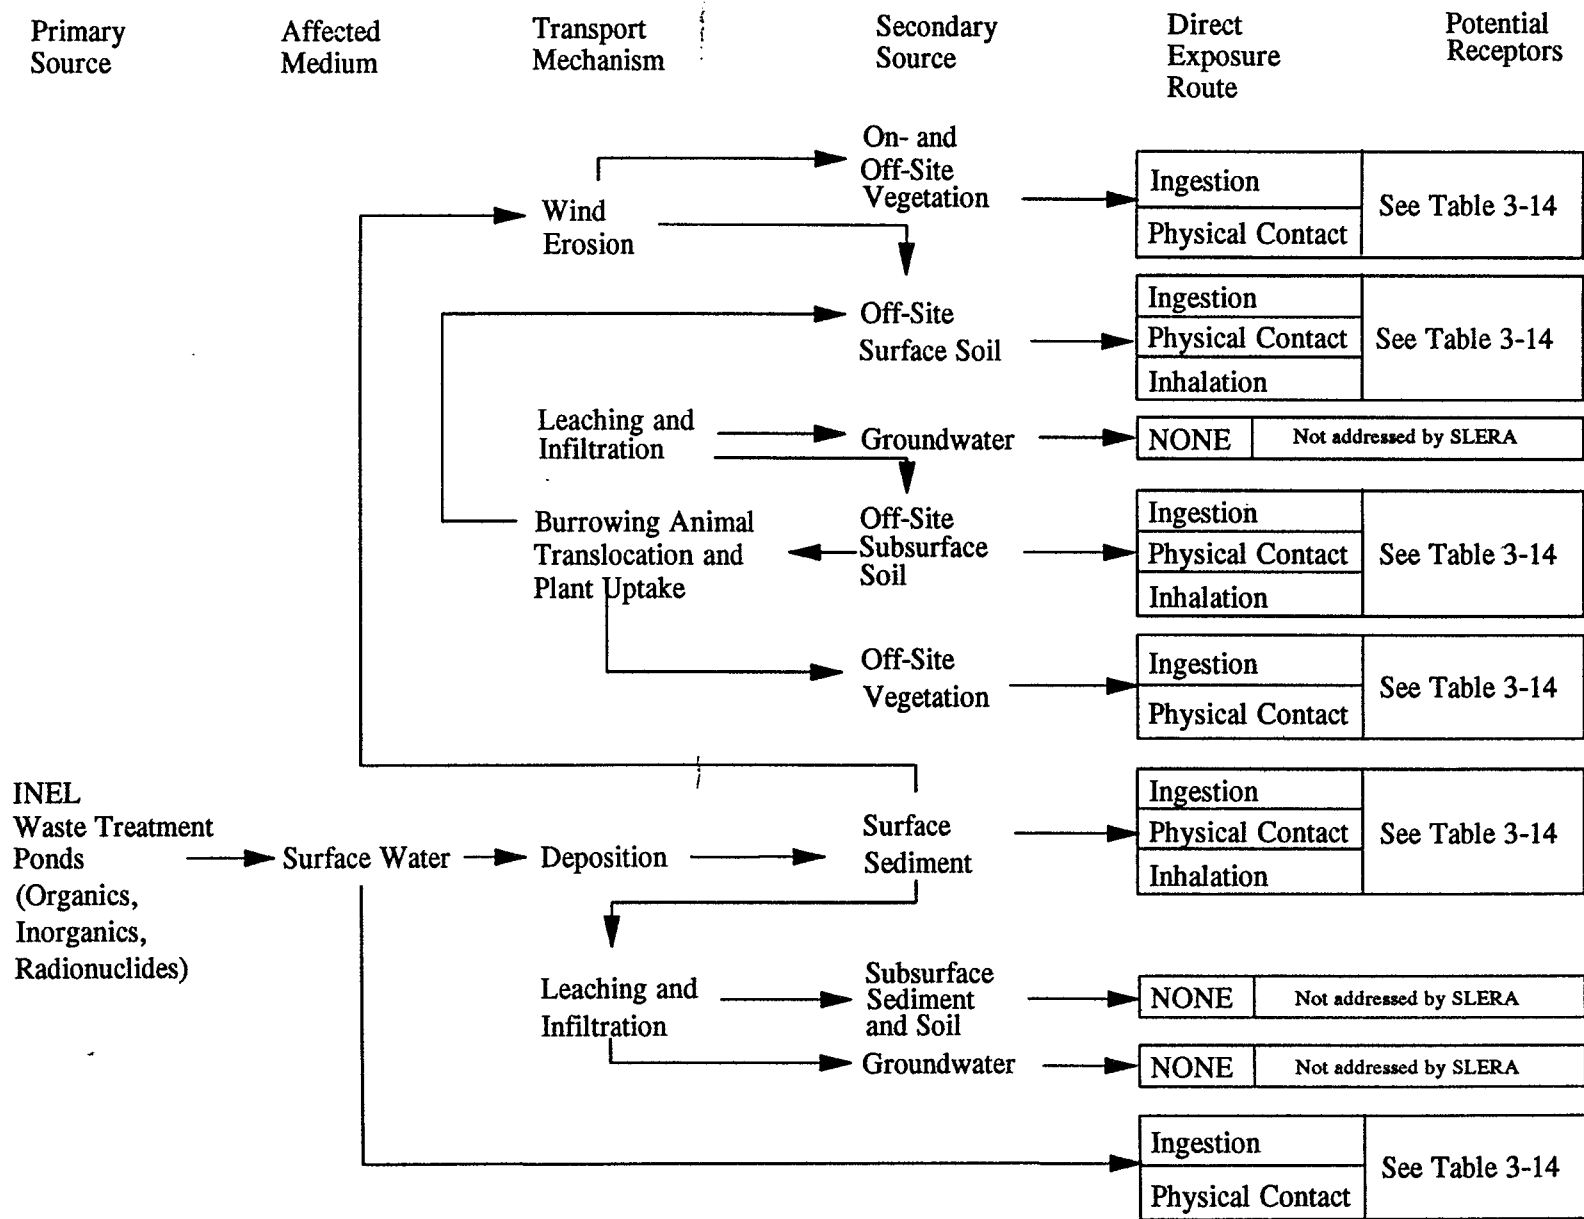 Primary
Source
Affected
Medium
Transport
Mechanism
Secondary
Source
Direct
Exposure
Route
Potential
Receptors
On- and
Off-Site
Vegetation
Ingestion
Physical Contact
See Table 3-14
Wind
Erosion
Off-Site
Surface Soil
Ingestion
Physical Contact
Inhalation
See Table 3-14
Leaching and
Infiltration
Groundwater
NONE
Not addressed by SLERA
Burrowing Animal
Translocation and
Plant Uptake
Off-Site
Subsurface
Soil
Ingestion
Physical Contact
Inhalation
See Table 3-14
Off-Site
Vegetation
Ingestion
Physical Contact
See Table 3-14
INEL
Waste Treatment
Ponds
(Organics,
Inorganics,
Radionuclides)
Surface Water
Deposition
Surface
Sediment
Ingestion
Physical Contact
Inhalation
See Table 3-14
Leaching and
Infiltration
Subsurface
Sediment
and Soil
NONE
Not addressed by SLERA
Groundwater
NONE
Not addressed by SLERA
Ingestion
Physical Contact
See Table 3-14